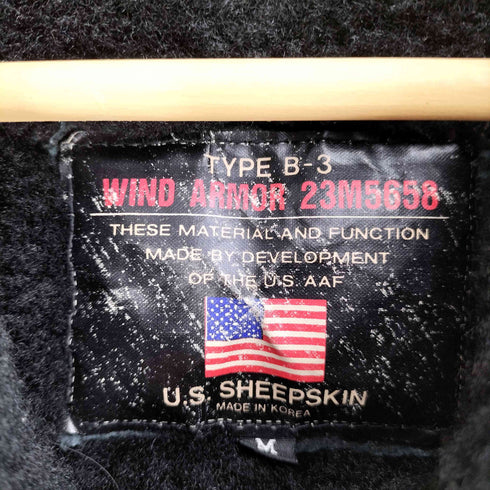 TYPE B-3
WIND ARMOR 23M5658
THESE MATERIAL AND FUNCTION
MADE BY DEVELOPMENT
OF THE U.S. AAF
U.S. SHEEPSKIN
MADE IN KOREA
M